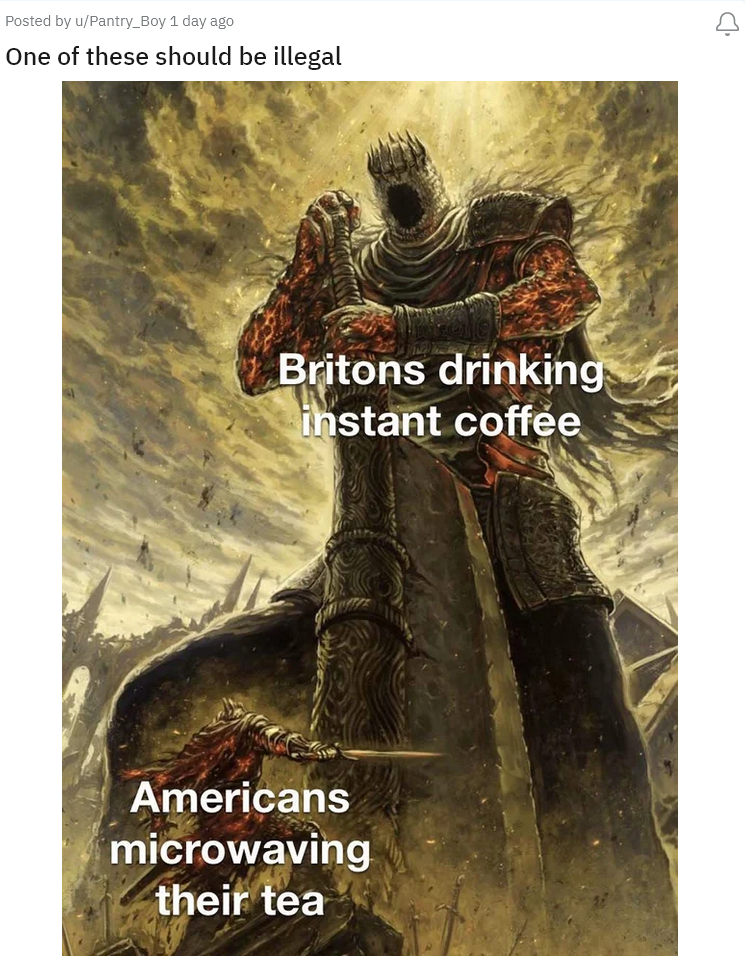 Posted by u/Pantry_Boy 1 day ago
One of these should be illegal
Britons drinking
instant coffee
Americans
microwaving
their tea